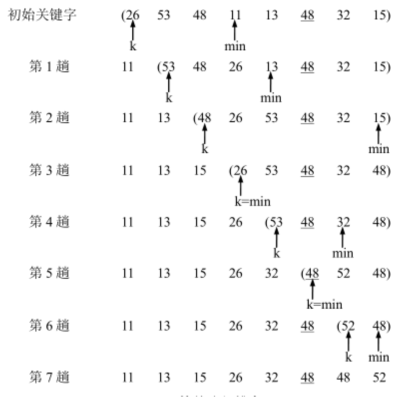 初始关键字 (26 53 48 11 13 48 32 15)
k min
第1趟 11 (53 48 26 13 48 32 15)
k min
第2趟 11 13 (48 26 53 48 32 15)
k min
第3趟 11 13 15 (26 53 48 32 48)
k=min
第4趟 11 13 15 26 (53 48 32 48)
k min
第5趟 11 13 15 26 32 (48 52 48)
k=min
第6趟 11 13 15 26 32 48 (52 48)
k min
第7趟 11 13 15 26 32 48 48 52